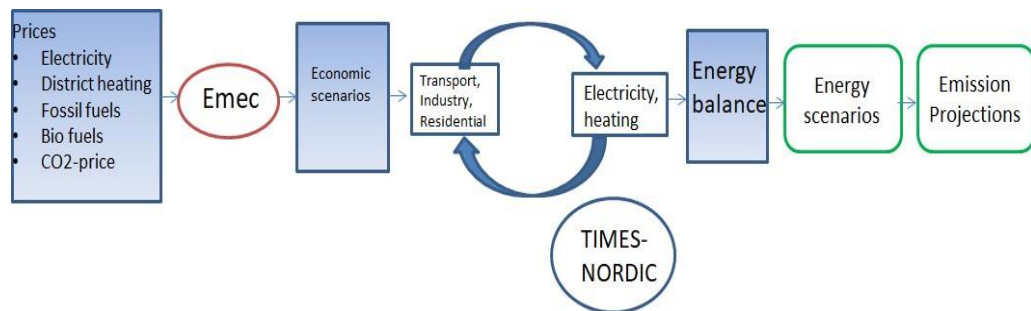 Prices
• Electricity
• District heating
• Fossil fuels
• Bio fuels
• CO2-price
Emec
Economic
scenarios
Transport,
Industry,
Residential
Electricity,
heating
Energy
balance
Energy
scenarios
Emission
Projections
TIMES-
NORDIC